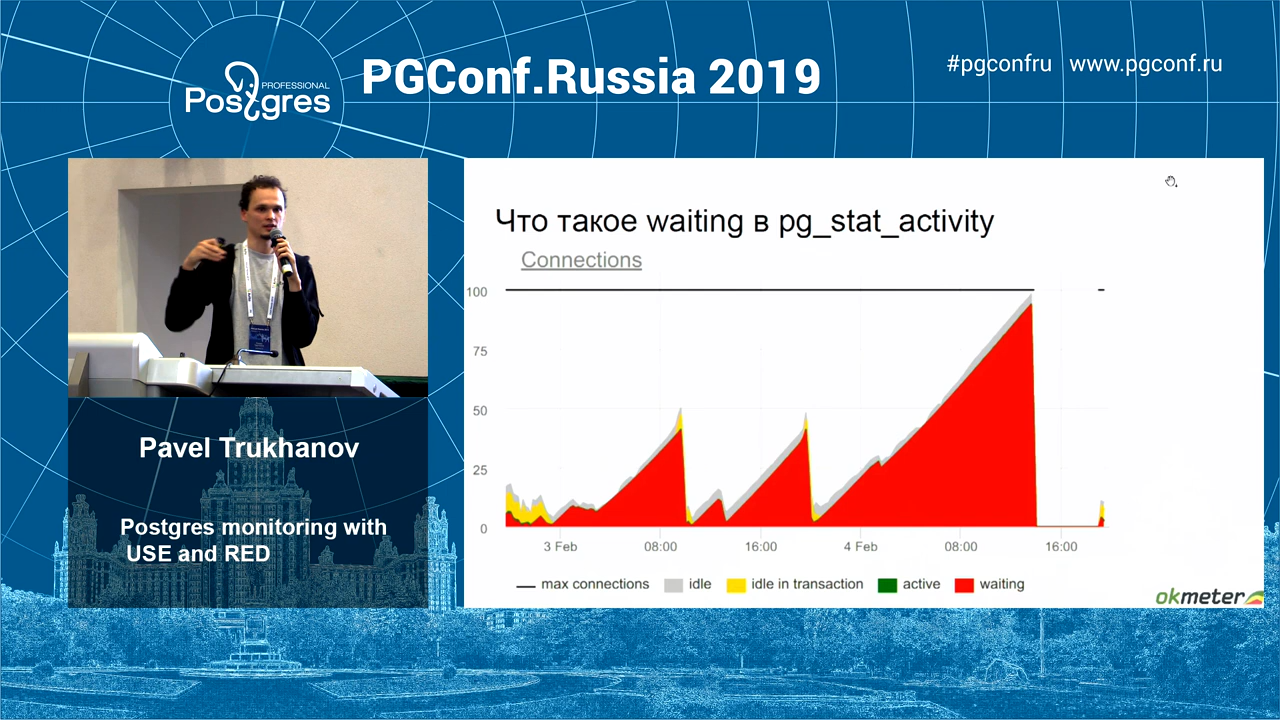 PROFESSIONAL
Postgres
PGConf.Russia 2019
#pgconfru www.pgconf.ru
Что такое waiting в pg_stat_activity
Connections
100
75
50
25
0
3 Feb 08:00 16:00 4 Feb 08:00 16:00
max connections idle idle in transaction active waiting
okmeter
Pavel Trukhanov
Postgres monitoring with
USE and RED